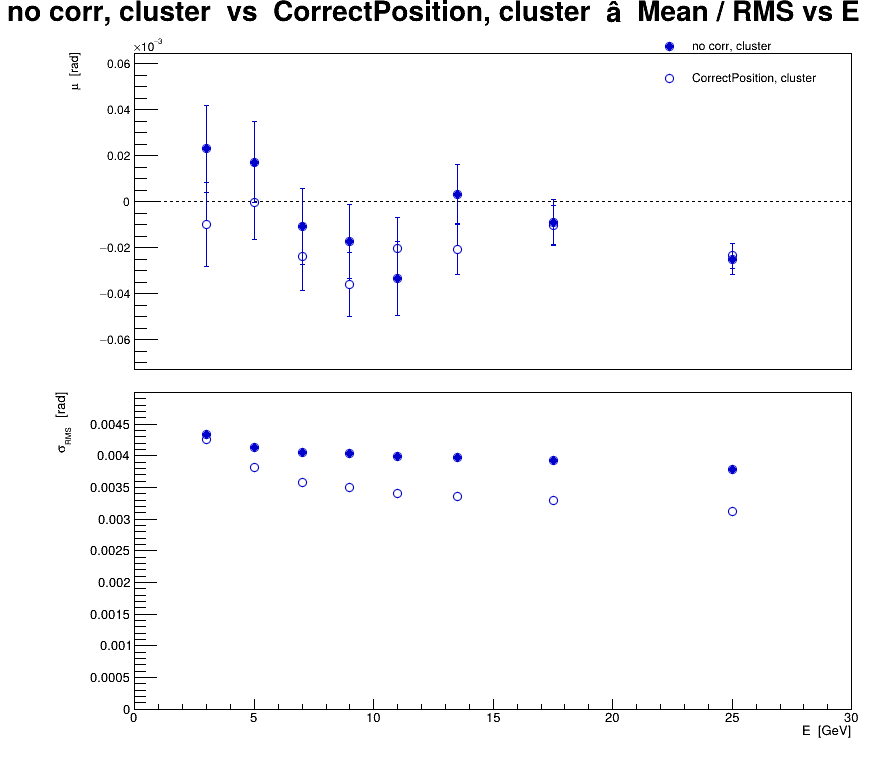 no corr, cluster vs CorrectPosition, cluster â Mean / RMS vs E
×10⁻³
no corr, cluster
CorrectPosition, cluster
μ [rad]
0.06
0.04
0.02
0
−0.02
−0.04
−0.06
σRMS [rad]
0.0045
0.004
0.0035
0.003
0.0025
0.002
0.0015
0.001
0.0005
0
0 5 10 15 20 25 30
E [GeV]